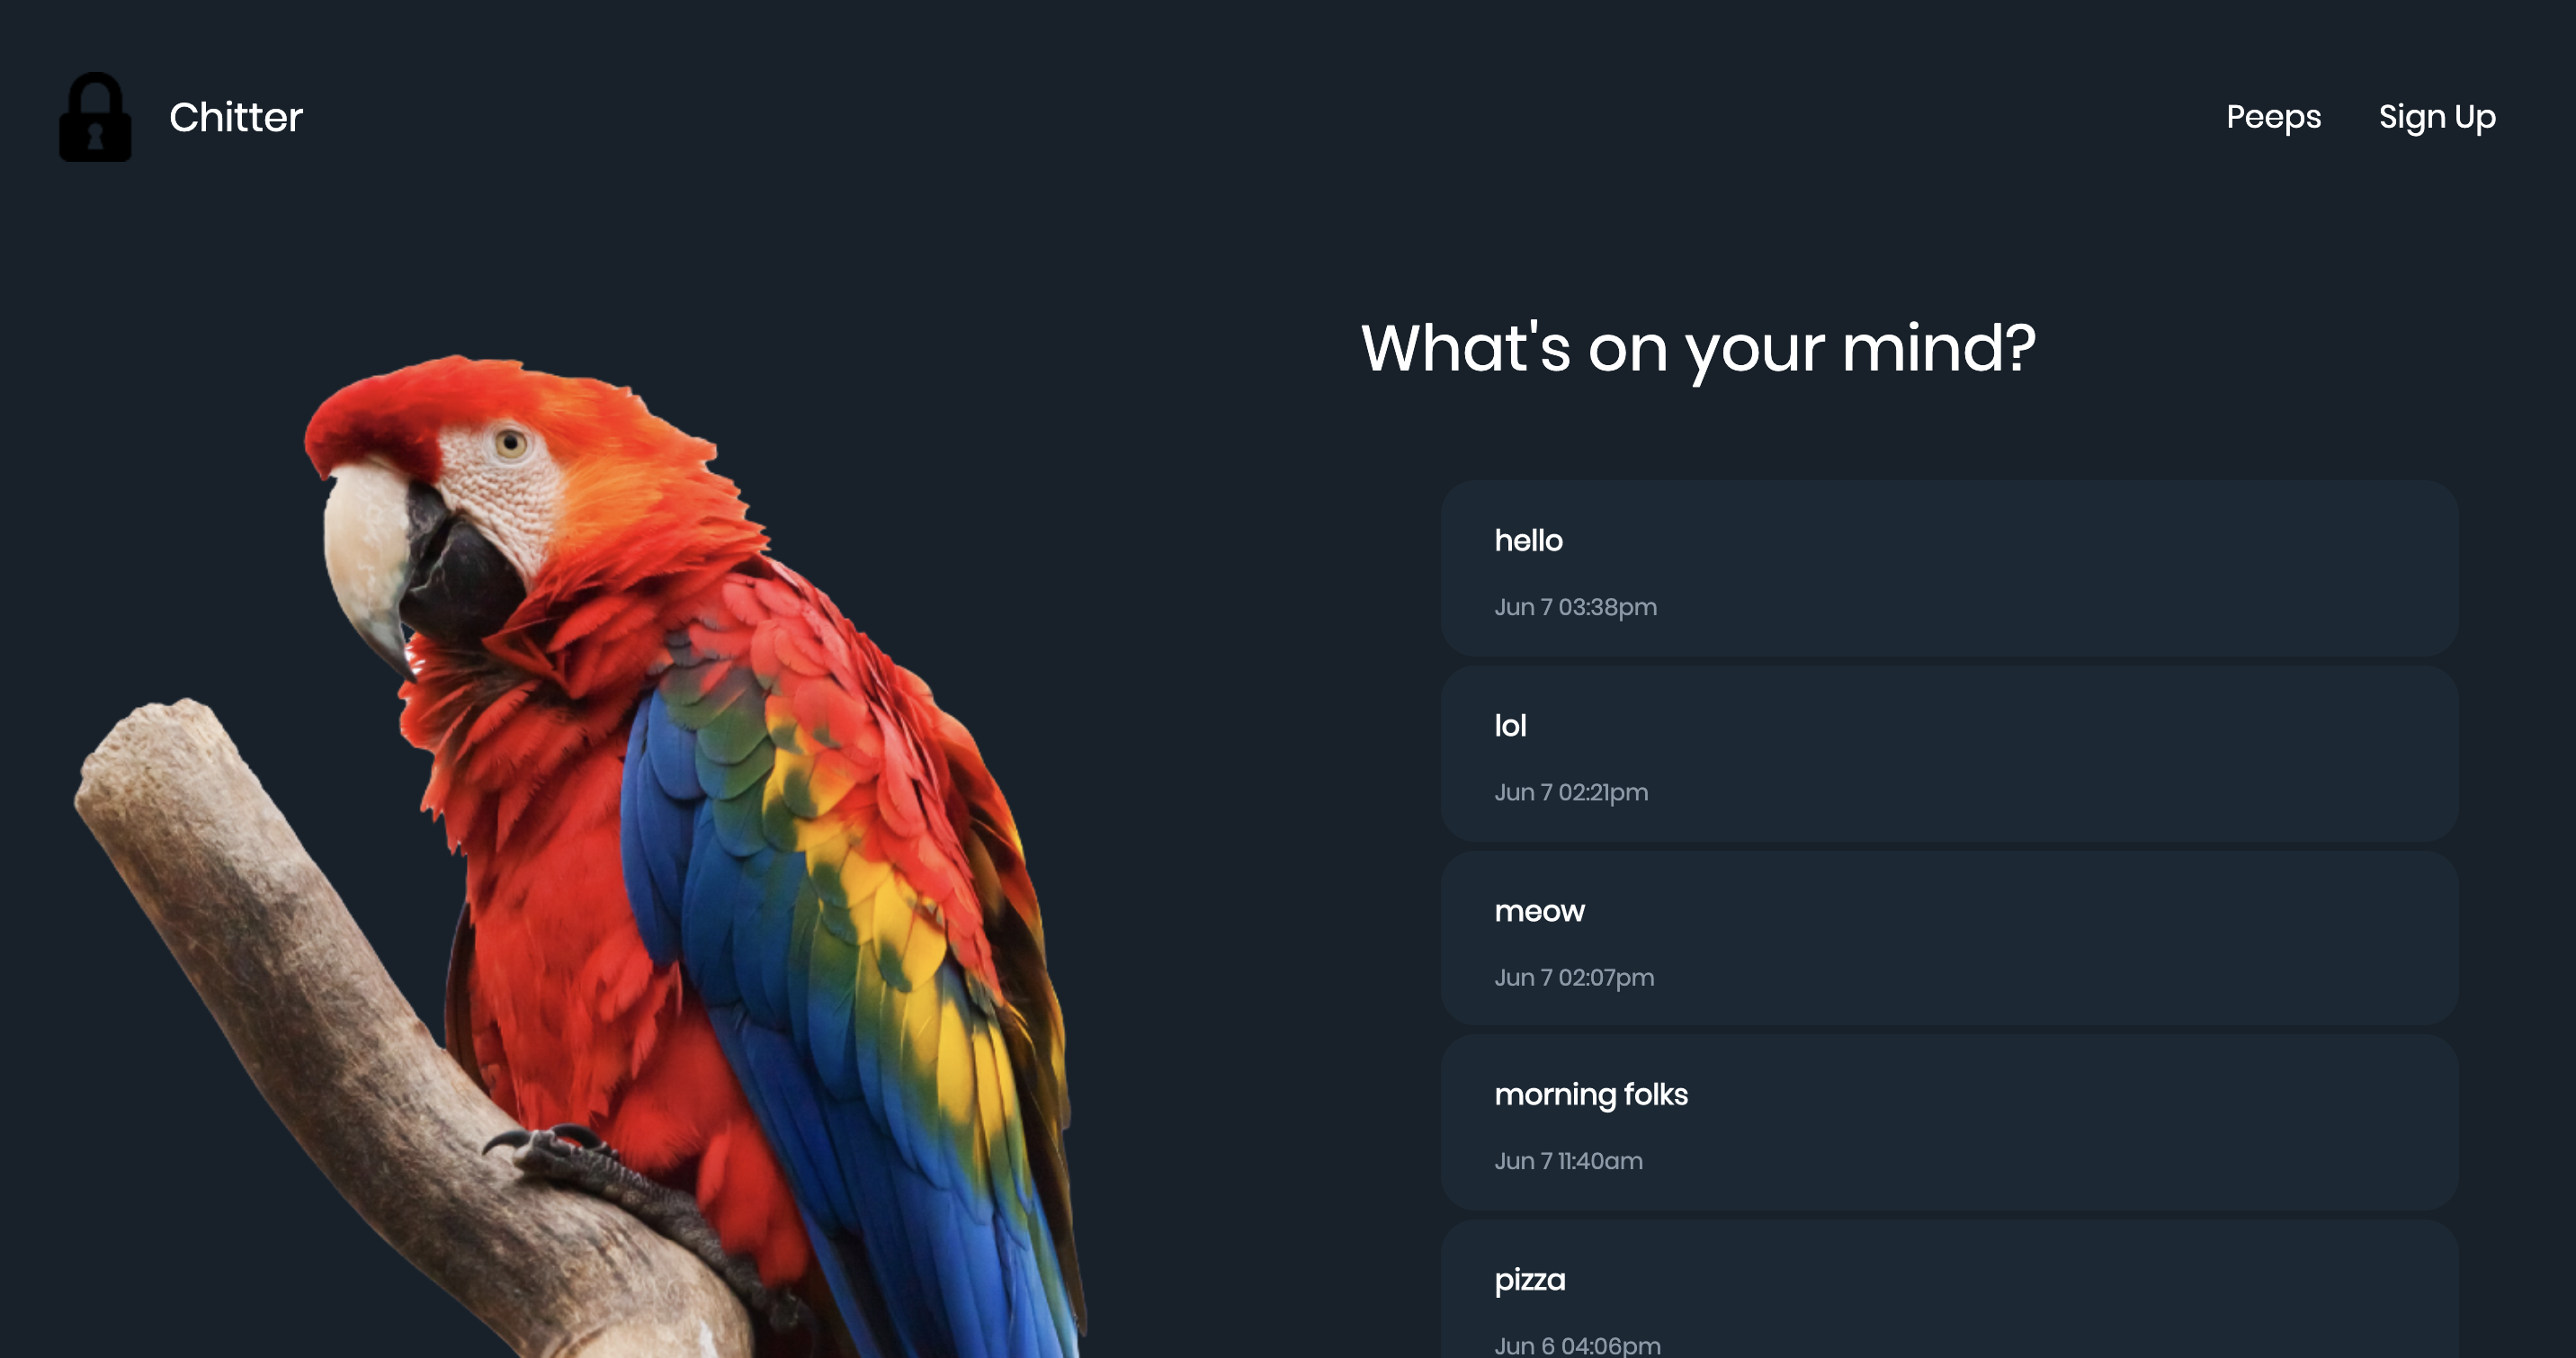 Chitter
Peeps
Sign Up
What's on your mind?
hello
Jun 7 03:38pm
lol
Jun 7 02:21pm
meow
Jun 7 02:07pm
morning folks
Jun 7 11:40am
pizza
Jun 6 04:06pm